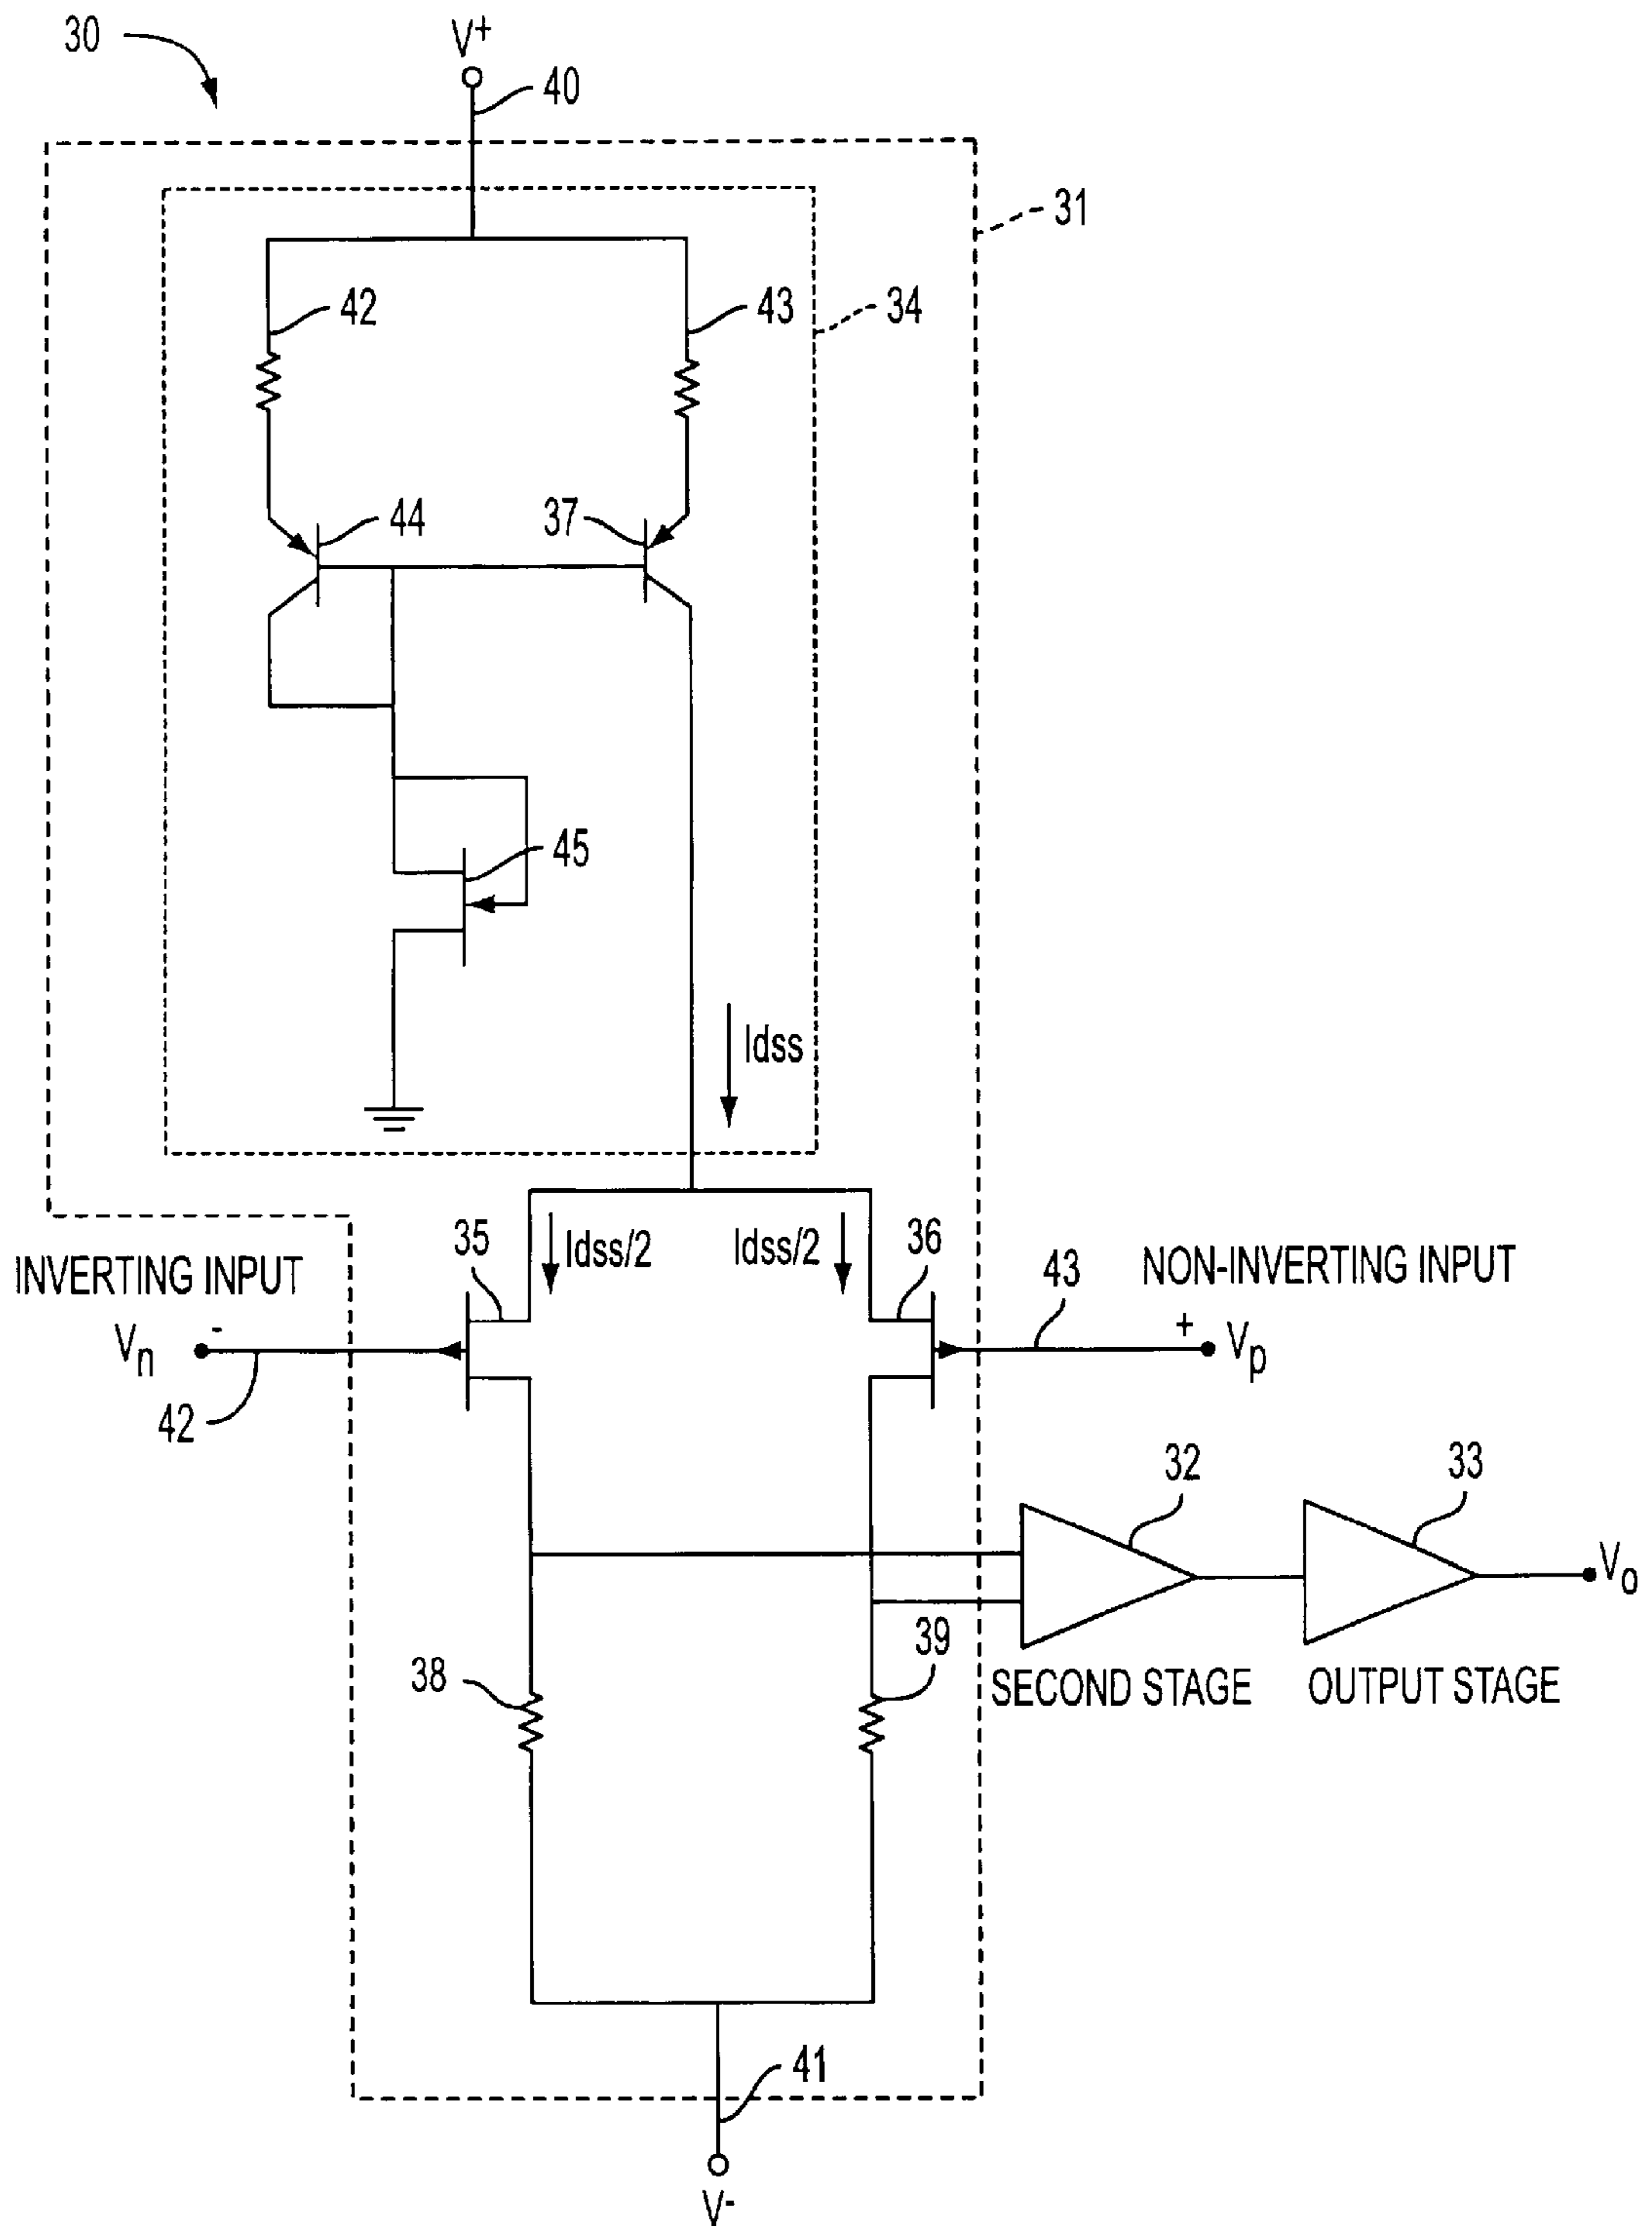 30
V+
40
31
42
43
34
44
37
45
Idss
35
Idss/2
Idss/2
36
INVERTING INPUT
NON-INVERTING INPUT
43
-
+
Vn
Vp
42
32
33
Vo
38
39
SECOND STAGE
OUTPUT STAGE
41
V-